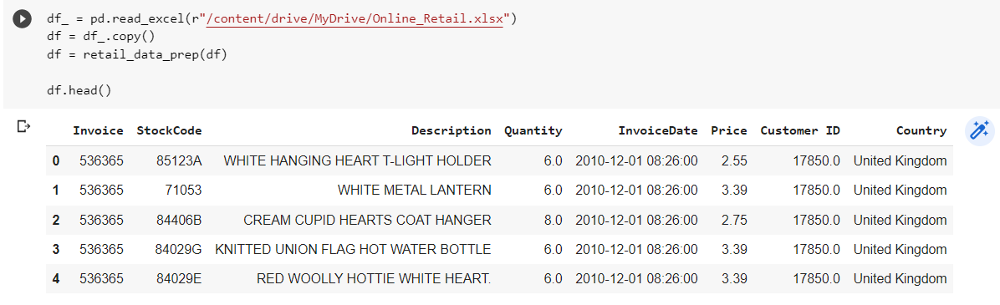 df_ = pd.read_excel(r"/content/drive/MyDrive/Online_Retail.xlsx")
df = df_.copy()
df = retail_data_prep(df)
df.head()
Invoice StockCode Description Quantity InvoiceDate Price Customer ID Country
0 536365 85123A WHITE HANGING HEART T-LIGHT HOLDER 6.0 2010-12-01 08:26:00 2.55 17850.0 United Kingdom
1 536365 71053 WHITE METAL LANTERN 6.0 2010-12-01 08:26:00 3.39 17850.0 United Kingdom
2 536365 84406B CREAM CUPID HEARTS COAT HANGER 8.0 2010-12-01 08:26:00 2.75 17850.0 United Kingdom
3 536365 84029G KNITTED UNION FLAG HOT WATER BOTTLE 6.0 2010-12-01 08:26:00 3.39 17850.0 United Kingdom
4 536365 84029E RED WOOLLY HOTTIE WHITE HEART. 6.0 2010-12-01 08:26:00 3.39 17850.0 United Kingdom